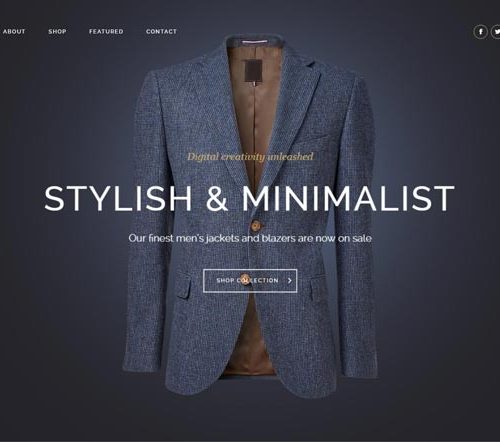 ABOUT SHOP FEATURED CONTACT
Digital creativity unleashed
STYLISH & MINIMALIST
Our finest men's jackets and blazers are now on sale
SHOP COLLECTION